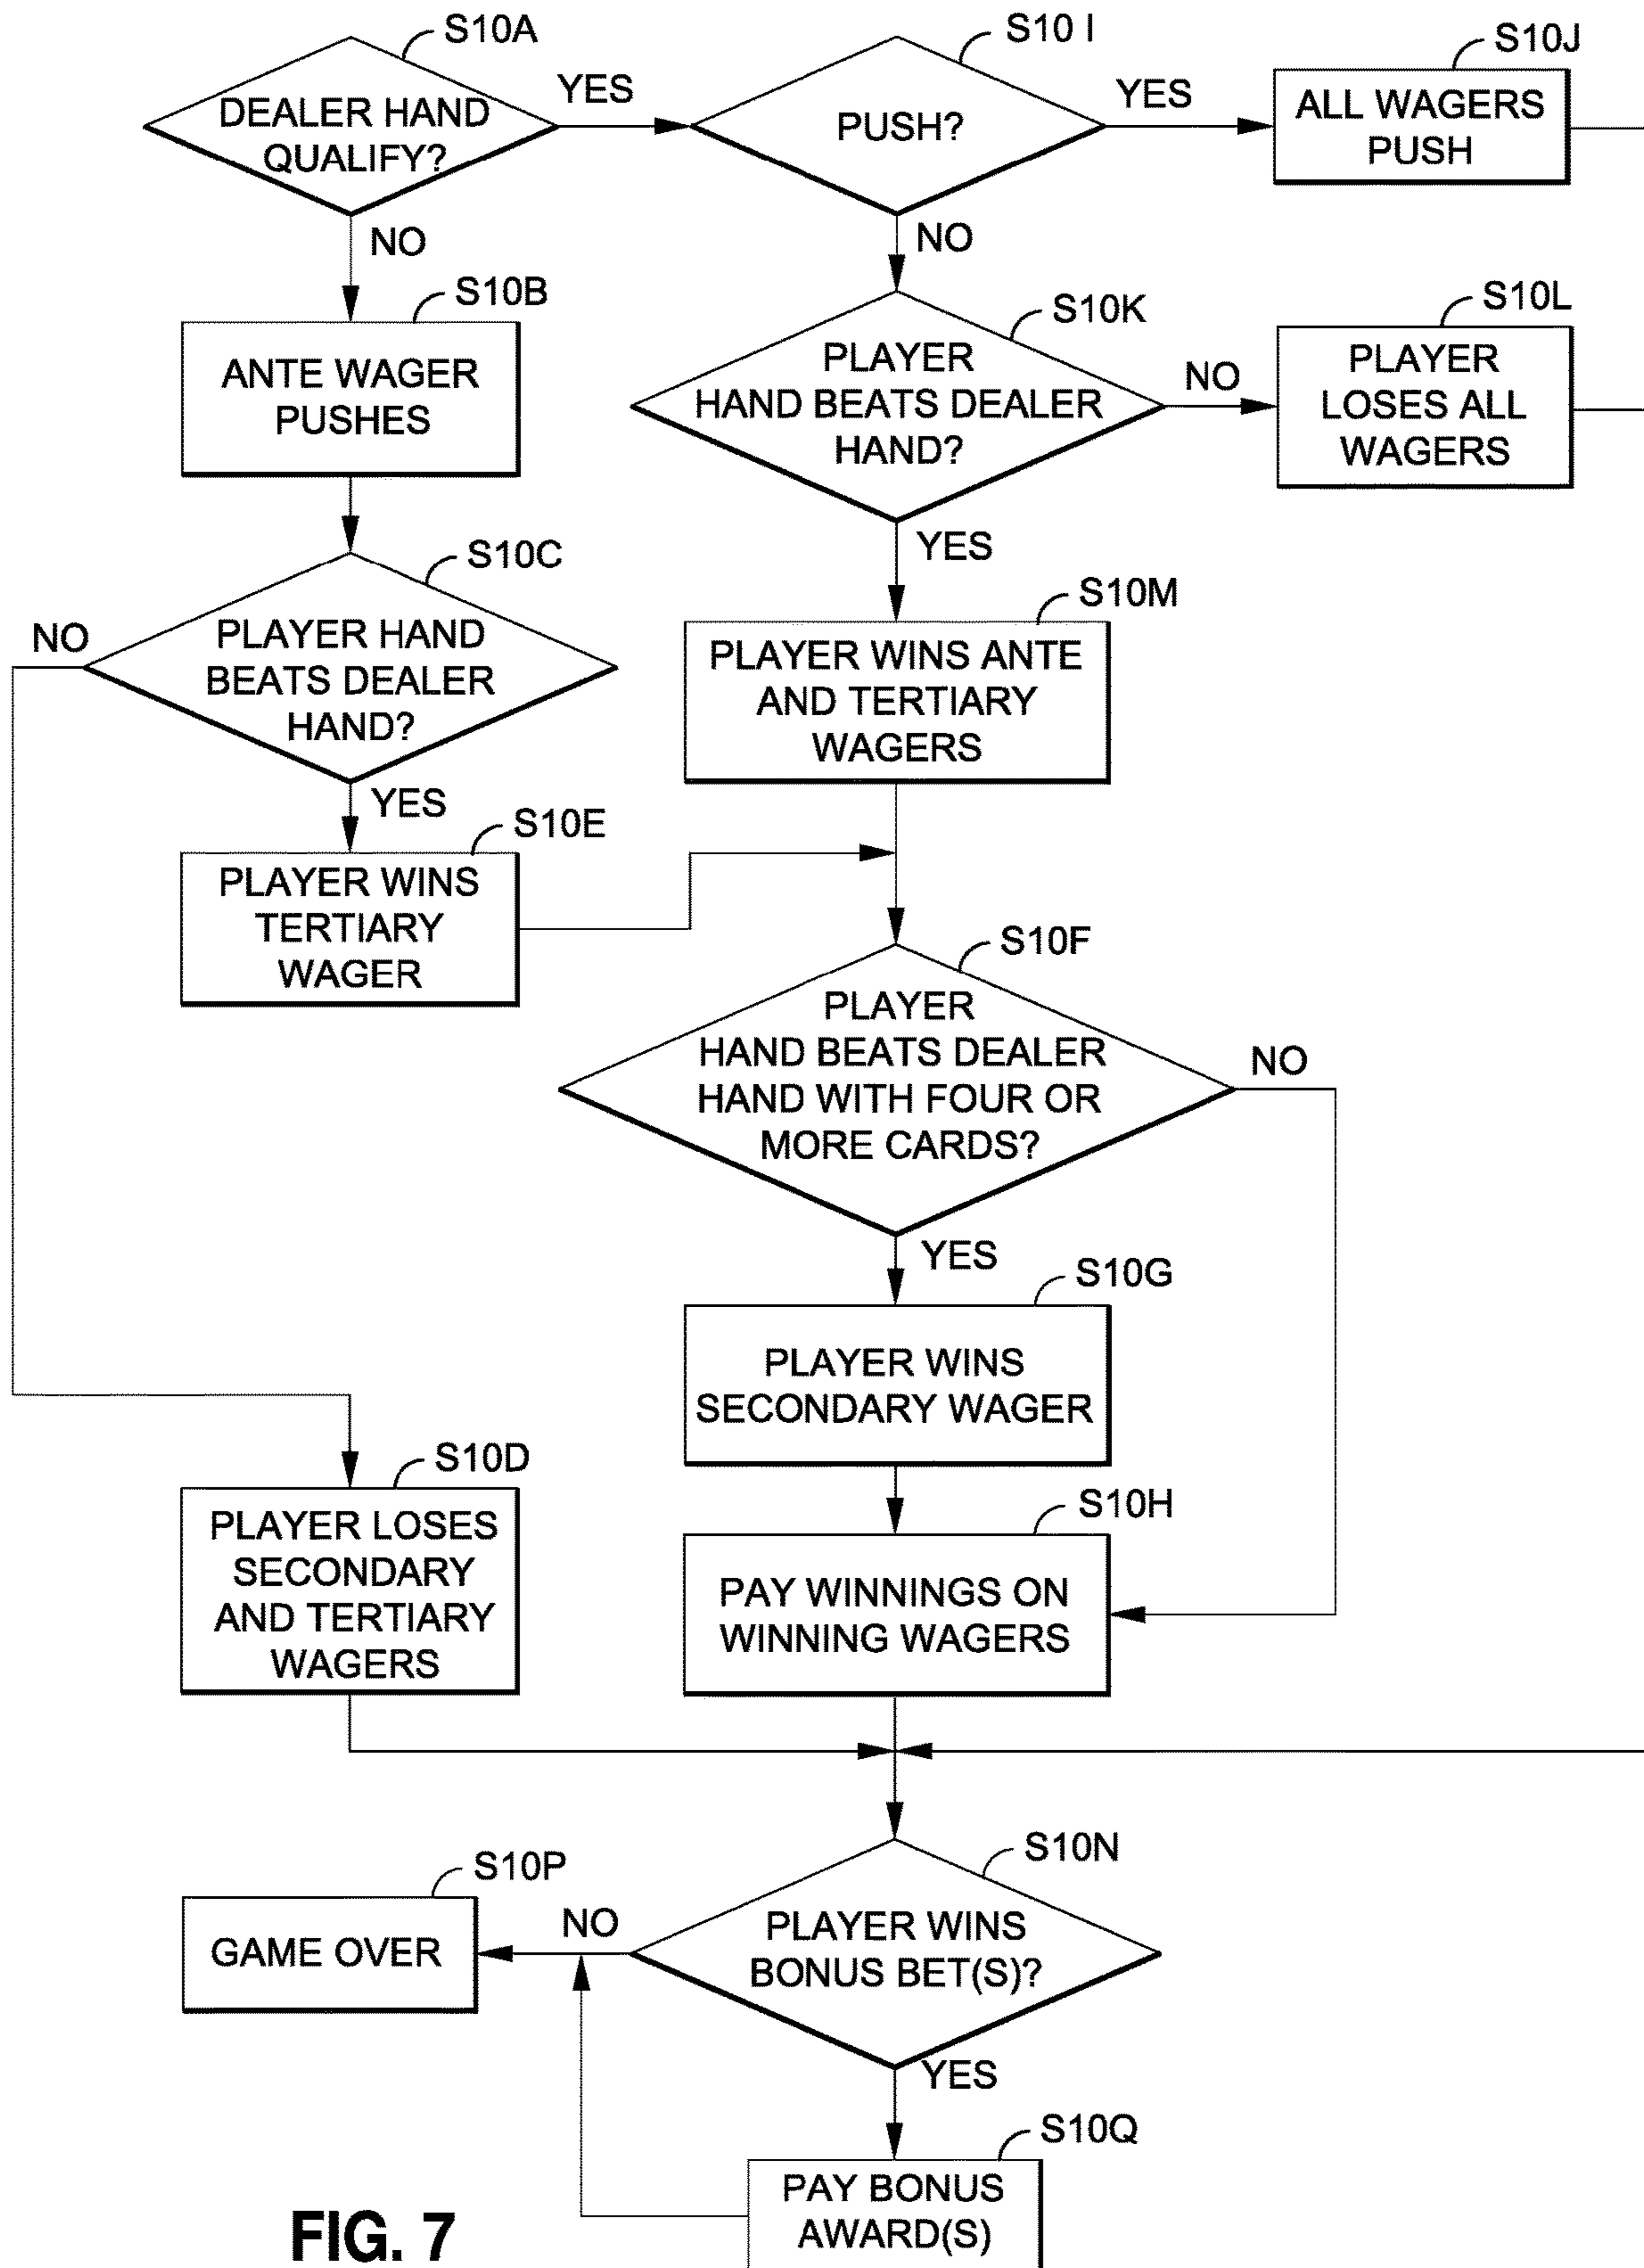 S10A
DEALER HAND
QUALIFY?
YES
NO
S10 I
PUSH?
YES
NO
S10J
ALL WAGERS
PUSH
S10B
ANTE WAGER
PUSHES
S10K
PLAYER
HAND BEATS DEALER
HAND?
NO
YES
S10L
PLAYER
LOSES ALL
WAGERS
S10C
PLAYER HAND
BEATS DEALER
HAND?
NO
YES
S10M
PLAYER WINS ANTE
AND TERTIARY
WAGERS
S10E
PLAYER WINS
TERTIARY
WAGER
S10F
PLAYER
HAND BEATS DEALER
HAND WITH FOUR OR
MORE CARDS?
NO
YES
S10G
PLAYER WINS
SECONDARY WAGER
S10D
PLAYER LOSES
SECONDARY
AND TERTIARY
WAGERS
S10H
PAY WINNINGS ON
WINNING WAGERS
S10N
PLAYER WINS
BONUS BET(S)?
NO
YES
S10P
GAME OVER
S10Q
PAY BONUS
AWARD(S)
FIG. 7